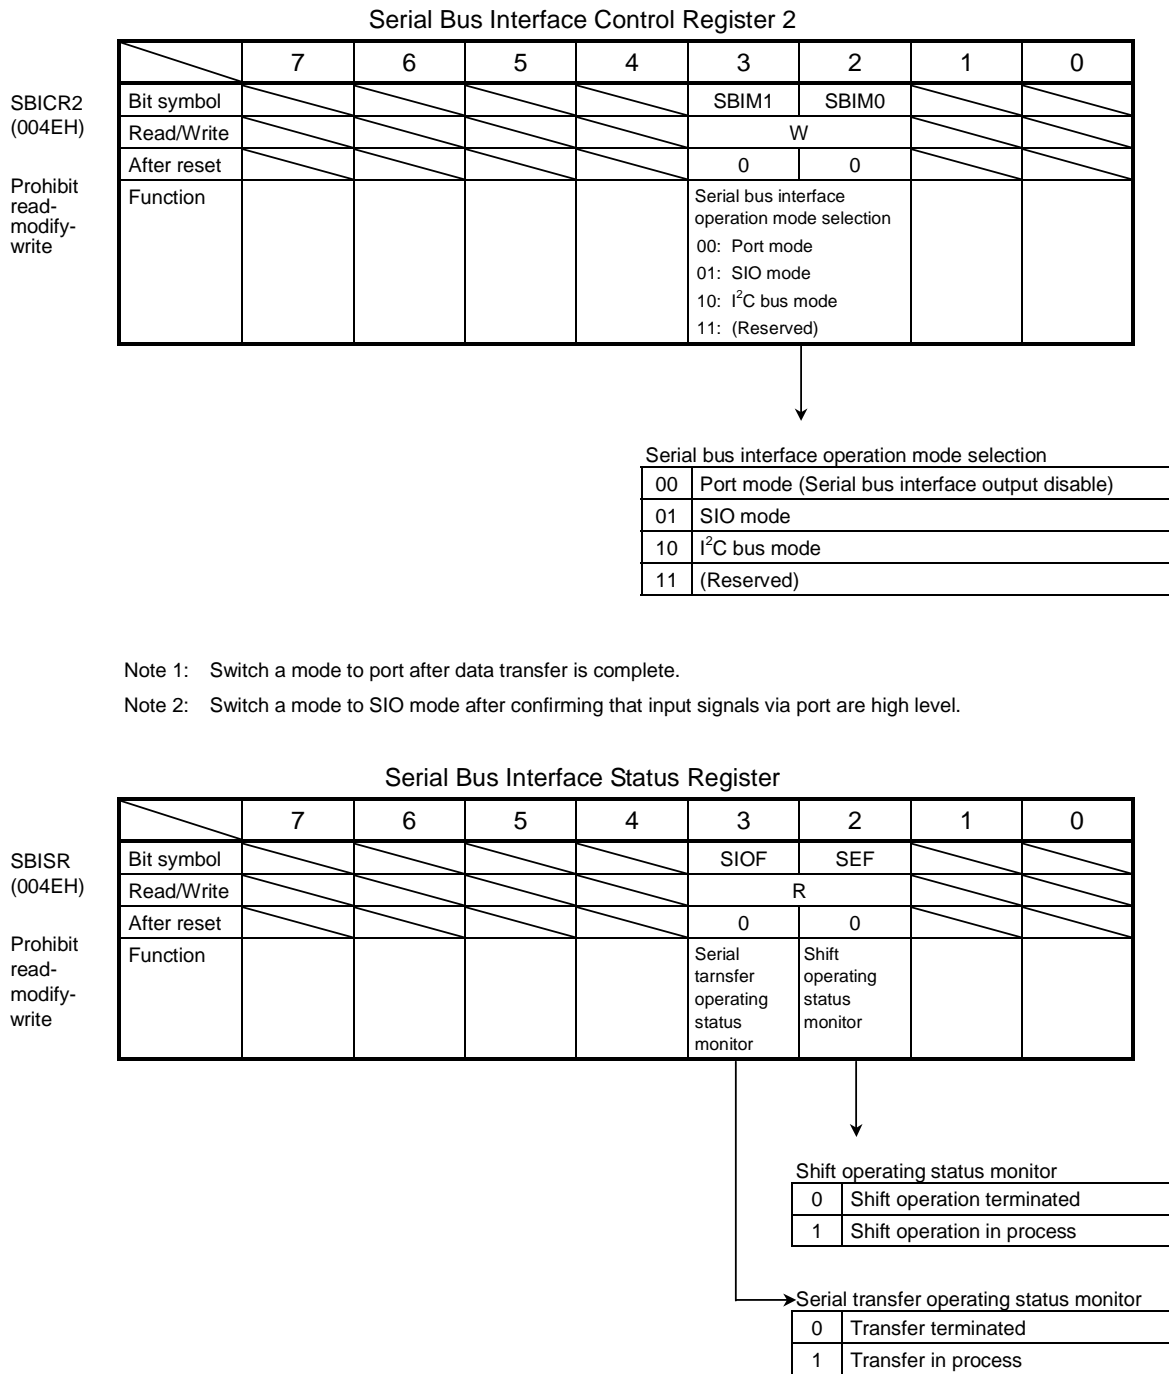 Serial Bus Interface Control Register 2
7 6 5 4 3 2 1 0
SBICR2
(004EH)
Prohibit
read-
modify-
write
Bit symbol SBIM1 SBIM0
Read/Write W
After reset 0 0
Function
Serial bus interface
operation mode selection
00: Port mode
01: SIO mode
10: I²C bus mode
11: (Reserved)
Serial bus interface operation mode selection
00 Port mode (Serial bus interface output disable)
01 SIO mode
10 I²C bus mode
11 (Reserved)
Note 1: Switch a mode to port after data transfer is complete.
Note 2: Switch a mode to SIO mode after confirming that input signals via port are high level.
Serial Bus Interface Status Register
7 6 5 4 3 2 1 0
SBISR
(004EH)
Prohibit
read-
modify-
write
Bit symbol SIOF SEF
Read/Write R
After reset 0 0
Function
Serial
tarnsfer
operating
status
monitor
Shift
operating
status
monitor
Shift operating status monitor
0 Shift operation terminated
1 Shift operation in process
Serial transfer operating status monitor
0 Transfer terminated
1 Transfer in process